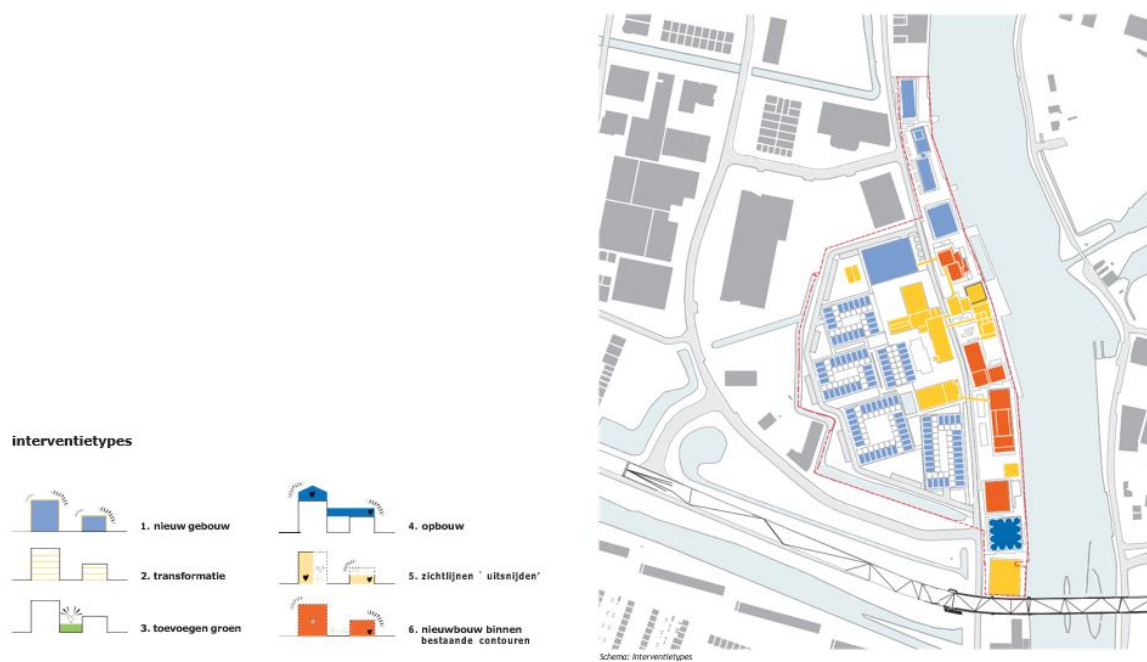 interventietypes
1. nieuw gebouw
2. transformatie
3. toevoegen groen
4. opbouw
5. zichtlijnen ` uitsnijden'
6. nieuwbouw binnen
bestaande contouren
Schema: Interventietypes